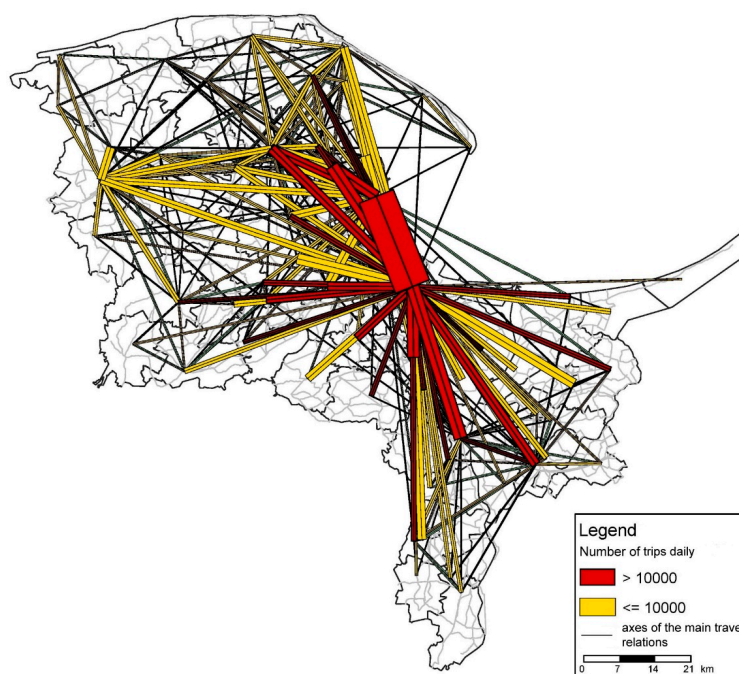 Legend
Number of trips daily
> 10000
<= 10000
axes of the main trave
relations
0 7 14 21 km